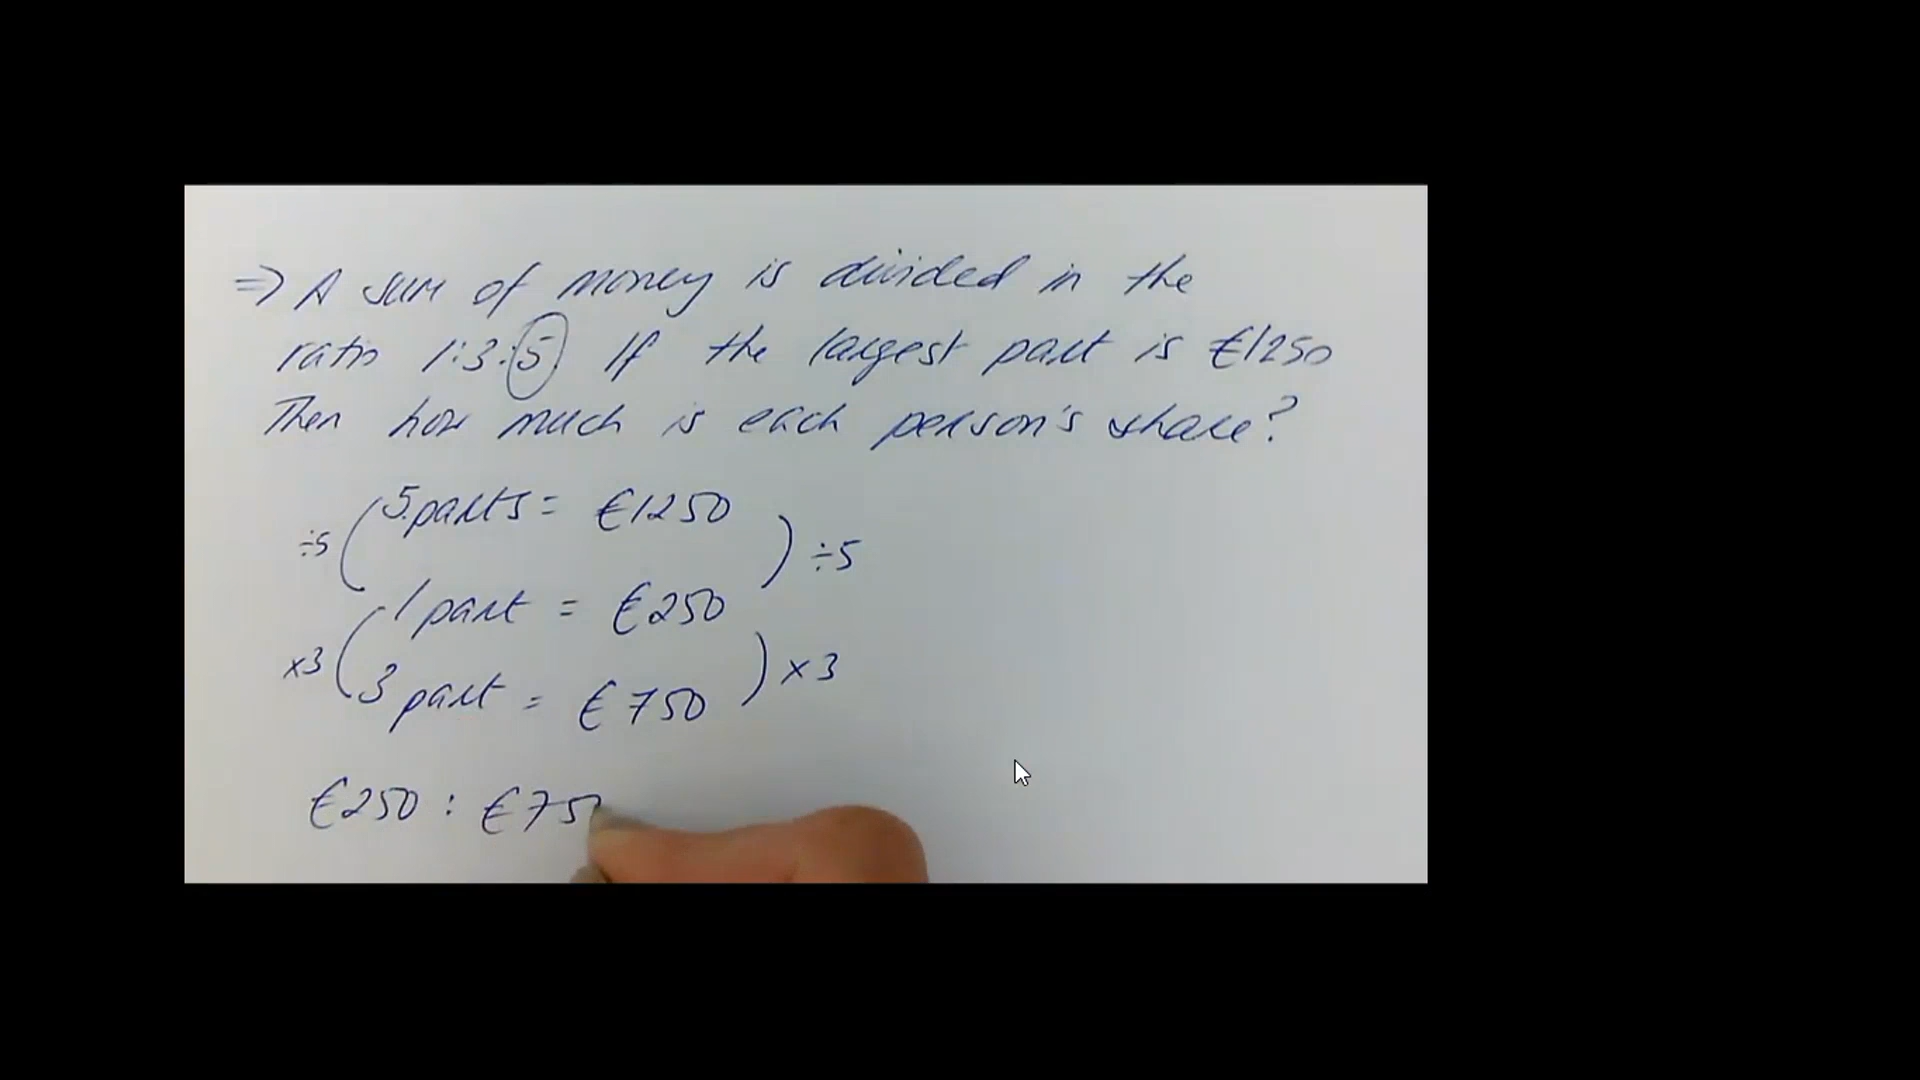 ⇒ A sum of money is divided in the
ratio 1:3:5 If the largest part is €1250
Then how much is each person's share?
5 parts = €1250
÷5 ÷5
1 part = €250
×3 ×3
3 part = €750
€250 : €75